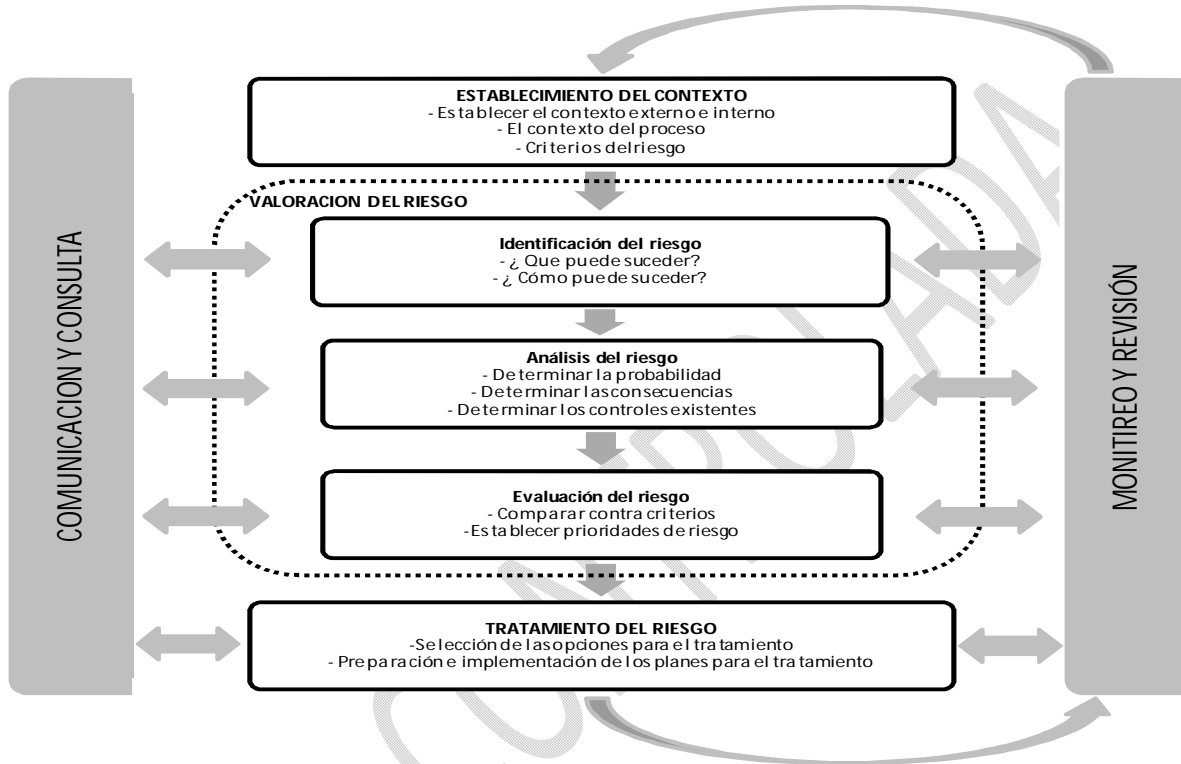 ESTABLECIMIENTO DEL CONTEXTO
- Establecer el contexto externo e interno
- El contexto del proceso
- Criterios del riesgo
VALORACION DEL RIESGO
Identificación del riesgo
- ¿ Que puede suceder?
- ¿ Cómo puede suceder?
Análisis del riesgo
- Determinar la probabilidad
- Determinar las consecuencias
- Determinar los controles existentes
Evaluación del riesgo
- Comparar contra criterios
-Establecer prioridades de riesgo
TRATAMIENTO DEL RIESGO
-Selección de las opciones para el tratamiento
- Preparación e implementación de los planes para el tratamiento
COMUNICACION Y CONSULTA
MONITIREO Y REVISIÓN